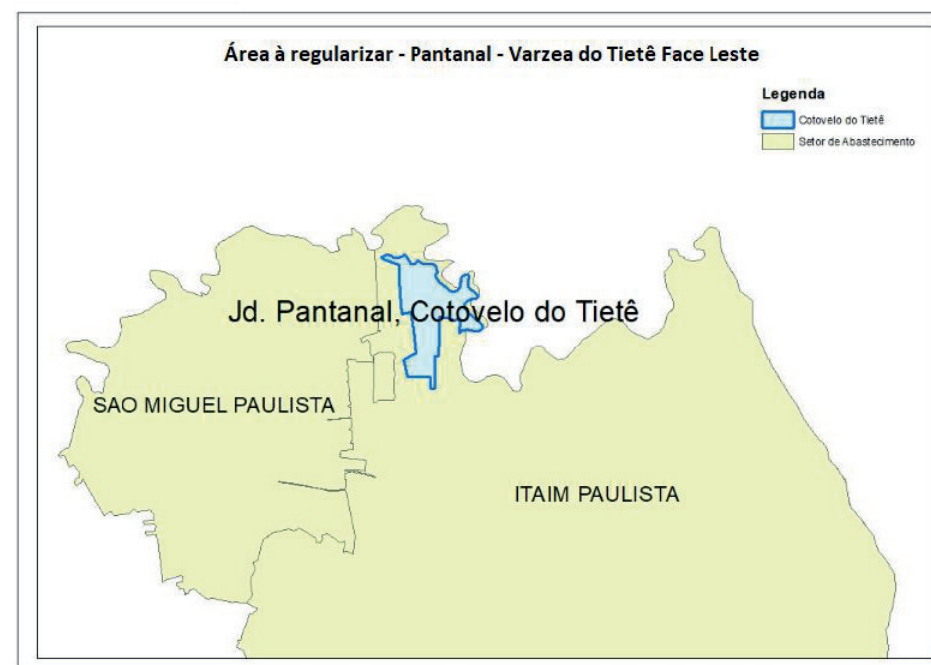 Área à regularizar - Pantanal - Varzea do Tietê Face Leste
Legenda
Cotovelo do Tietê
Setor de Abastecimento
Jd. Pantanal, Cotovelo do Tietê
SAO MIGUEL PAULISTA
ITAIM PAULISTA